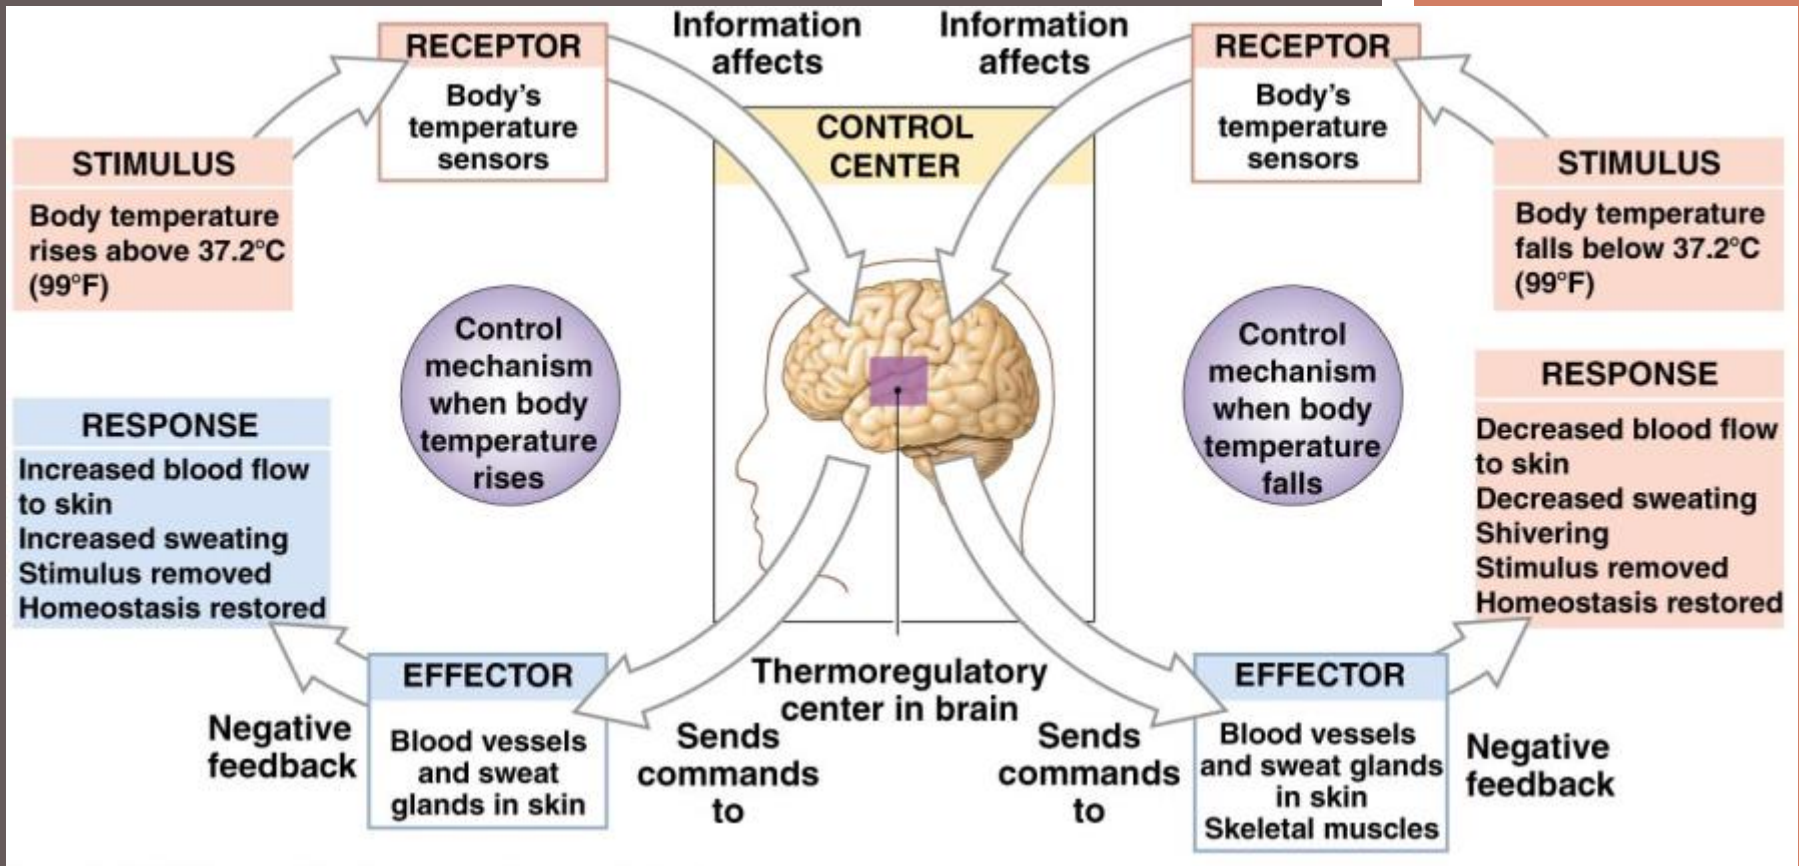 Information
affects
Information
affects
RECEPTOR
Body's
temperature
sensors
RECEPTOR
Body's
temperature
sensors
CONTROL
CENTER
STIMULUS
Body temperature
rises above 37.2°C
(99°F)
STIMULUS
Body temperature
falls below 37.2°C
(99°F)
Control
mechanism
when body
temperature
rises
Control
mechanism
when body
temperature
falls
RESPONSE
Increased blood flow
to skin
Increased sweating
Stimulus removed
Homeostasis restored
RESPONSE
Decreased blood flow
to skin
Decreased sweating
Shivering
Stimulus removed
Homeostasis restored
EFFECTOR
Blood vessels
and sweat
glands in skin
Negative
feedback
Thermoregulatory
center in brain
Sends
commands
to
Sends
commands
to
EFFECTOR
Blood vessels
and sweat glands
in skin
Skeletal muscles
Negative
feedback